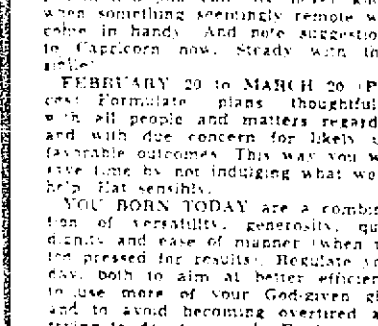 when something seemingly remote w
come in handy. And note suggestion
to Capricorn now. Steady with th
FEBRUARY 20 to MARCH 20 (P
ces) Formulate plans thoughtful
with all people and matters regard
and with due concern for likely
favorable outcomes. This way you w
save time by not indulging what wo
help. Eat sensibly.
YOU BORN TODAY are a combin
tion of versatility, generosity, qu
dignity and ease of manner (when
pressed for results). Regulate
day, both to aim at better efficien
to use more of your God-given gi
and to avoid becoming overtired a